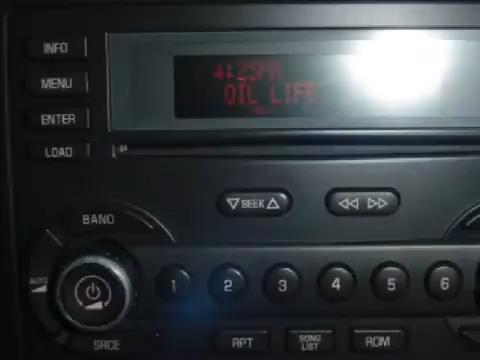 INFO
MENU
ENTER
LOAD
4:25PM
OIL LIFE
SEEK
BAND
AUTO
1 2 3 4 5 6
SRCE
RPT
SONG
LIST
RDM